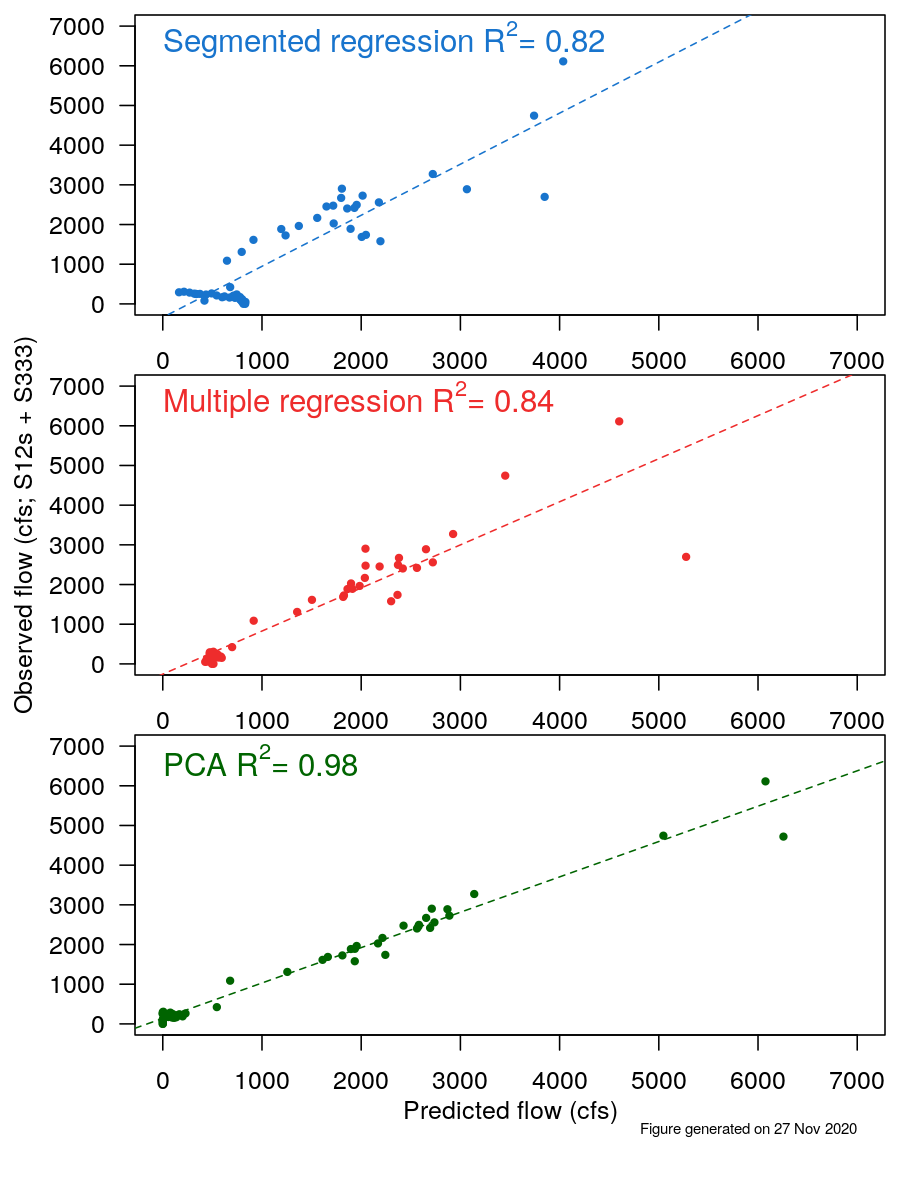 Segmented regression R2= 0.82
7000
6000
5000
4000
3000
2000
1000
0
0 1000 2000 3000 4000 5000 6000 7000
Multiple regression R2= 0.84
7000
6000
5000
4000
3000
2000
1000
0
0 1000 2000 3000 4000 5000 6000 7000
Observed flow (cfs; S12s + S333)
PCA R2= 0.98
7000
6000
5000
4000
3000
2000
1000
0
0 1000 2000 3000 4000 5000 6000 7000
Predicted flow (cfs)
Figure generated on 27 Nov 2020